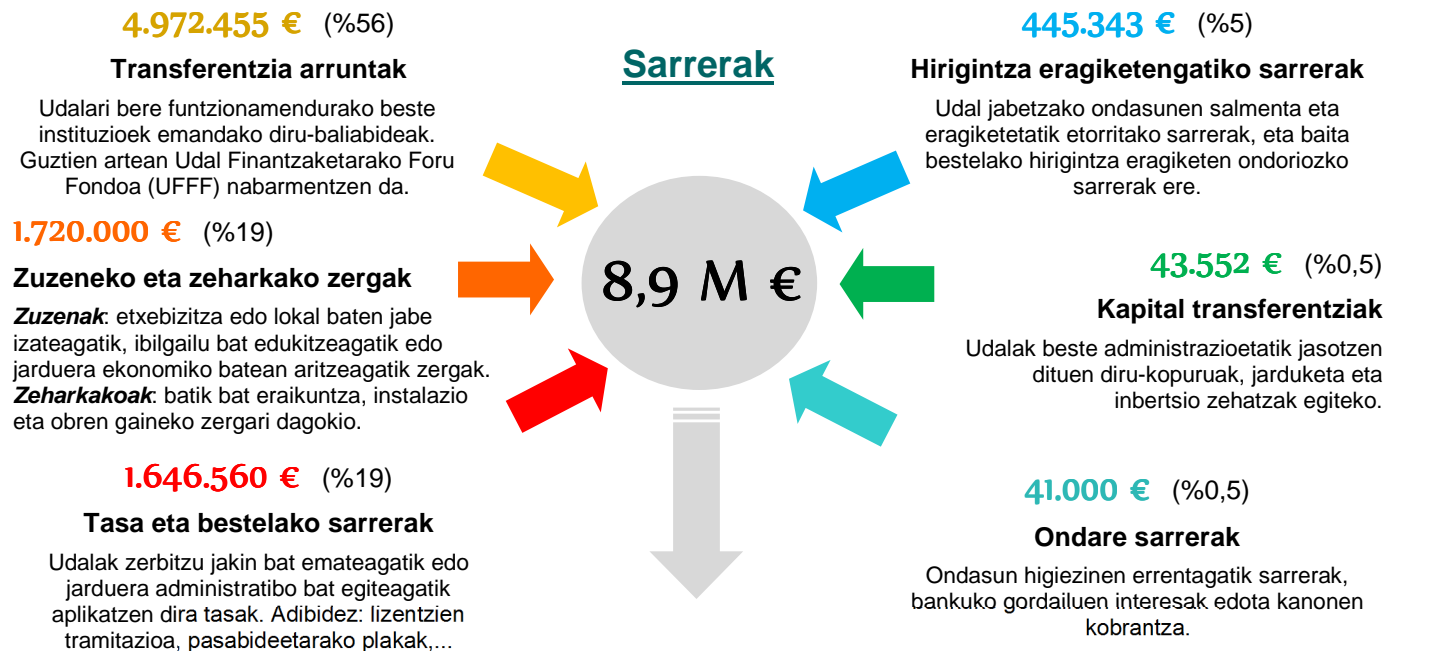 Sarrerak
4.972.455 € (%56)
Transferentzia arruntak
Udalari bere funtzionamendurako beste
instituzioek emandako diru-baliabideak.
Guztien artean Udal Finantzaketarako Foru
Fondoa (UFFF) nabarmentzen da.
1.720.000 € (%19)
Zuzeneko eta zeharkako zergak
Zuzenak: etxebizitza edo lokal baten jabe
izateagatik, ibilgailu bat edukitzeagatik edo
jarduera ekonomiko batean aritzeagatik zergak.
Zeharkakoak: batik bat eraikuntza, instalazio
eta obren gaineko zergari dagokio.
1.646.560 € (%19)
Tasa eta bestelako sarrerak
Udalak zerbitzu jakin bat emateagatik edo
jarduera administratibo bat egiteagatik
aplikatzen dira tasak. Adibidez: lizentzien
tramitazioa, pasabideetarako plakak,...
8,9 M €
445.343 € (%5)
Hirigintza eragiketengatiko sarrerak
Udal jabetzako ondasunen salmenta eta
eragiketetatik etorritako sarrerak, eta baita
bestelako hirigintza eragiketen ondoriozko
sarrerak ere.
43.552 € (%0,5)
Kapital transferentziak
Udalak beste administrazioetatik jasotzen
dituen diru-kopuruak, jarduketa eta
inbertsio zehatzak egiteko.
41.000 € (%0,5)
Ondare sarrerak
Ondasun higiezinen errentagatik sarrerak,
bankuko gordailuen interesak edota kanonen
kobrantza.